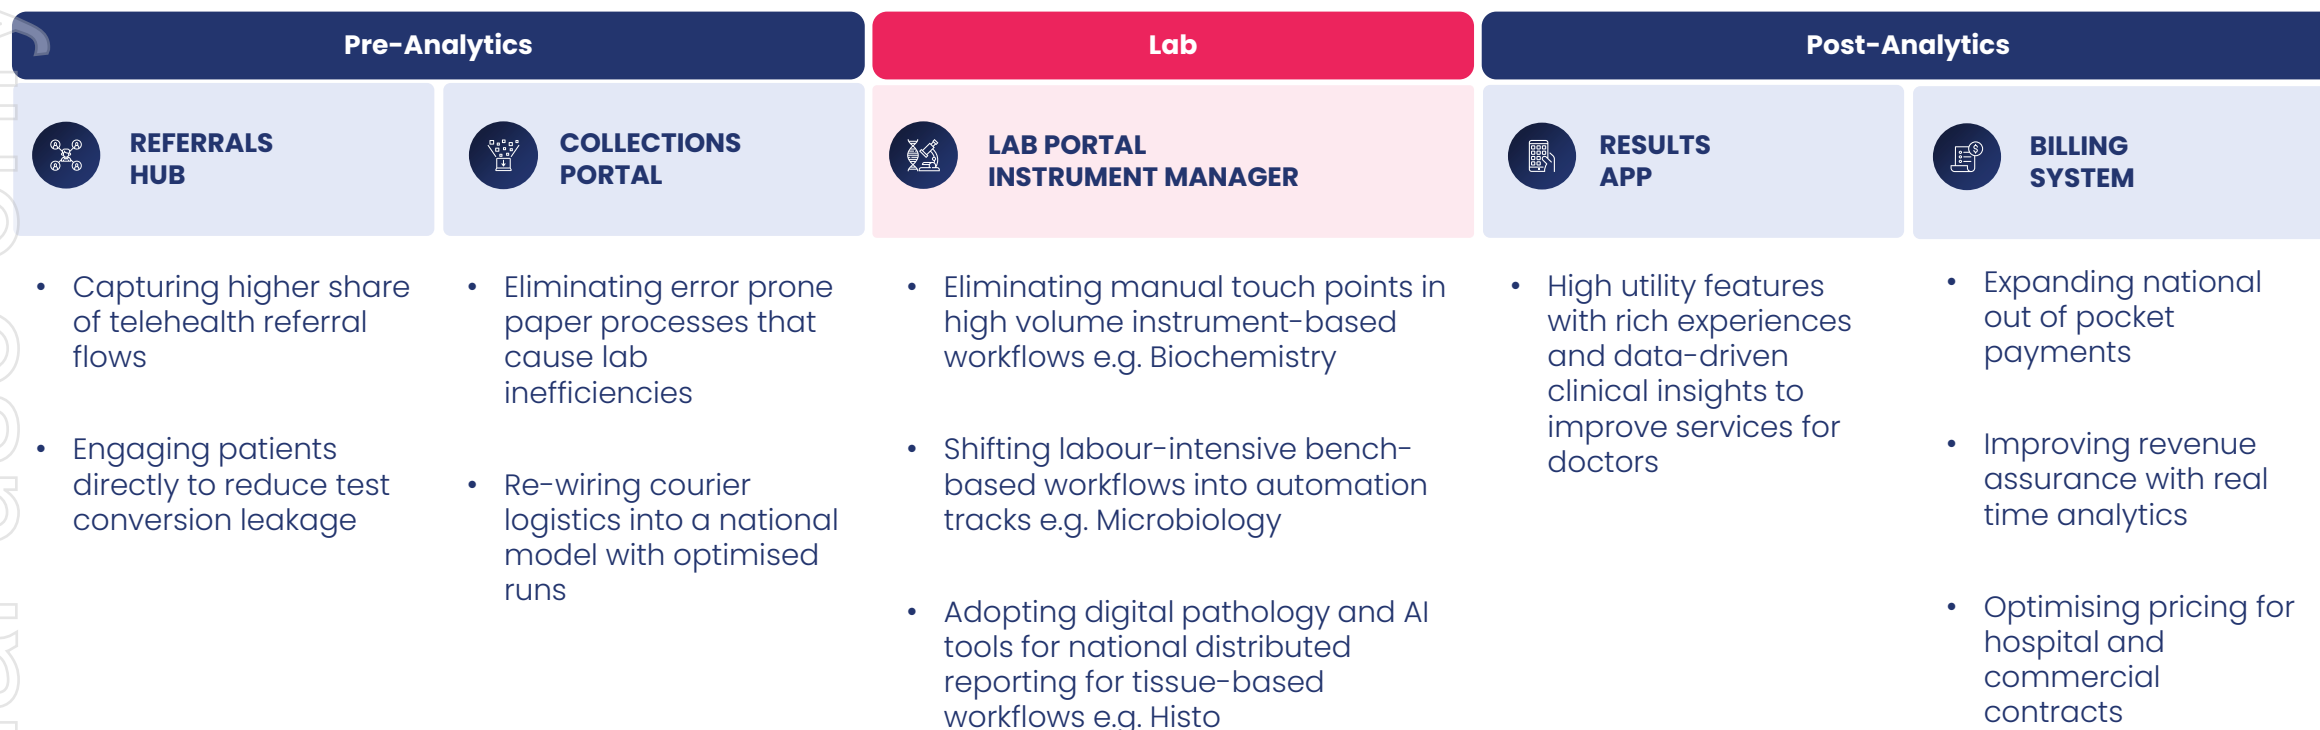 Pre-Analytics
Lab
Post-Analytics
REFERRALS
HUB
COLLECTIONS
PORTAL
LAB PORTAL
INSTRUMENT MANAGER
RESULTS
APP
BILLING
SYSTEM
• Capturing higher share
of telehealth referral
flows
• Engaging patients
directly to reduce test
conversion leakage
• Eliminating error prone
paper processes that
cause lab
inefficiencies
• Re-wiring courier
logistics into a national
model with optimised
runs
• Eliminating manual touch points in
high volume instrument-based
workflows e.g. Biochemistry
• Shifting labour-intensive bench-
based workflows into automation
tracks e.g. Microbiology
• Adopting digital pathology and AI
tools for national distributed
reporting for tissue-based
workflows e.g. Histo
• High utility features
with rich experiences
and data-driven
clinical insights to
improve services for
doctors
• Expanding national
out of pocket
payments
• Improving revenue
assurance with real
time analytics
• Optimising pricing for
hospital and
commercial
contracts